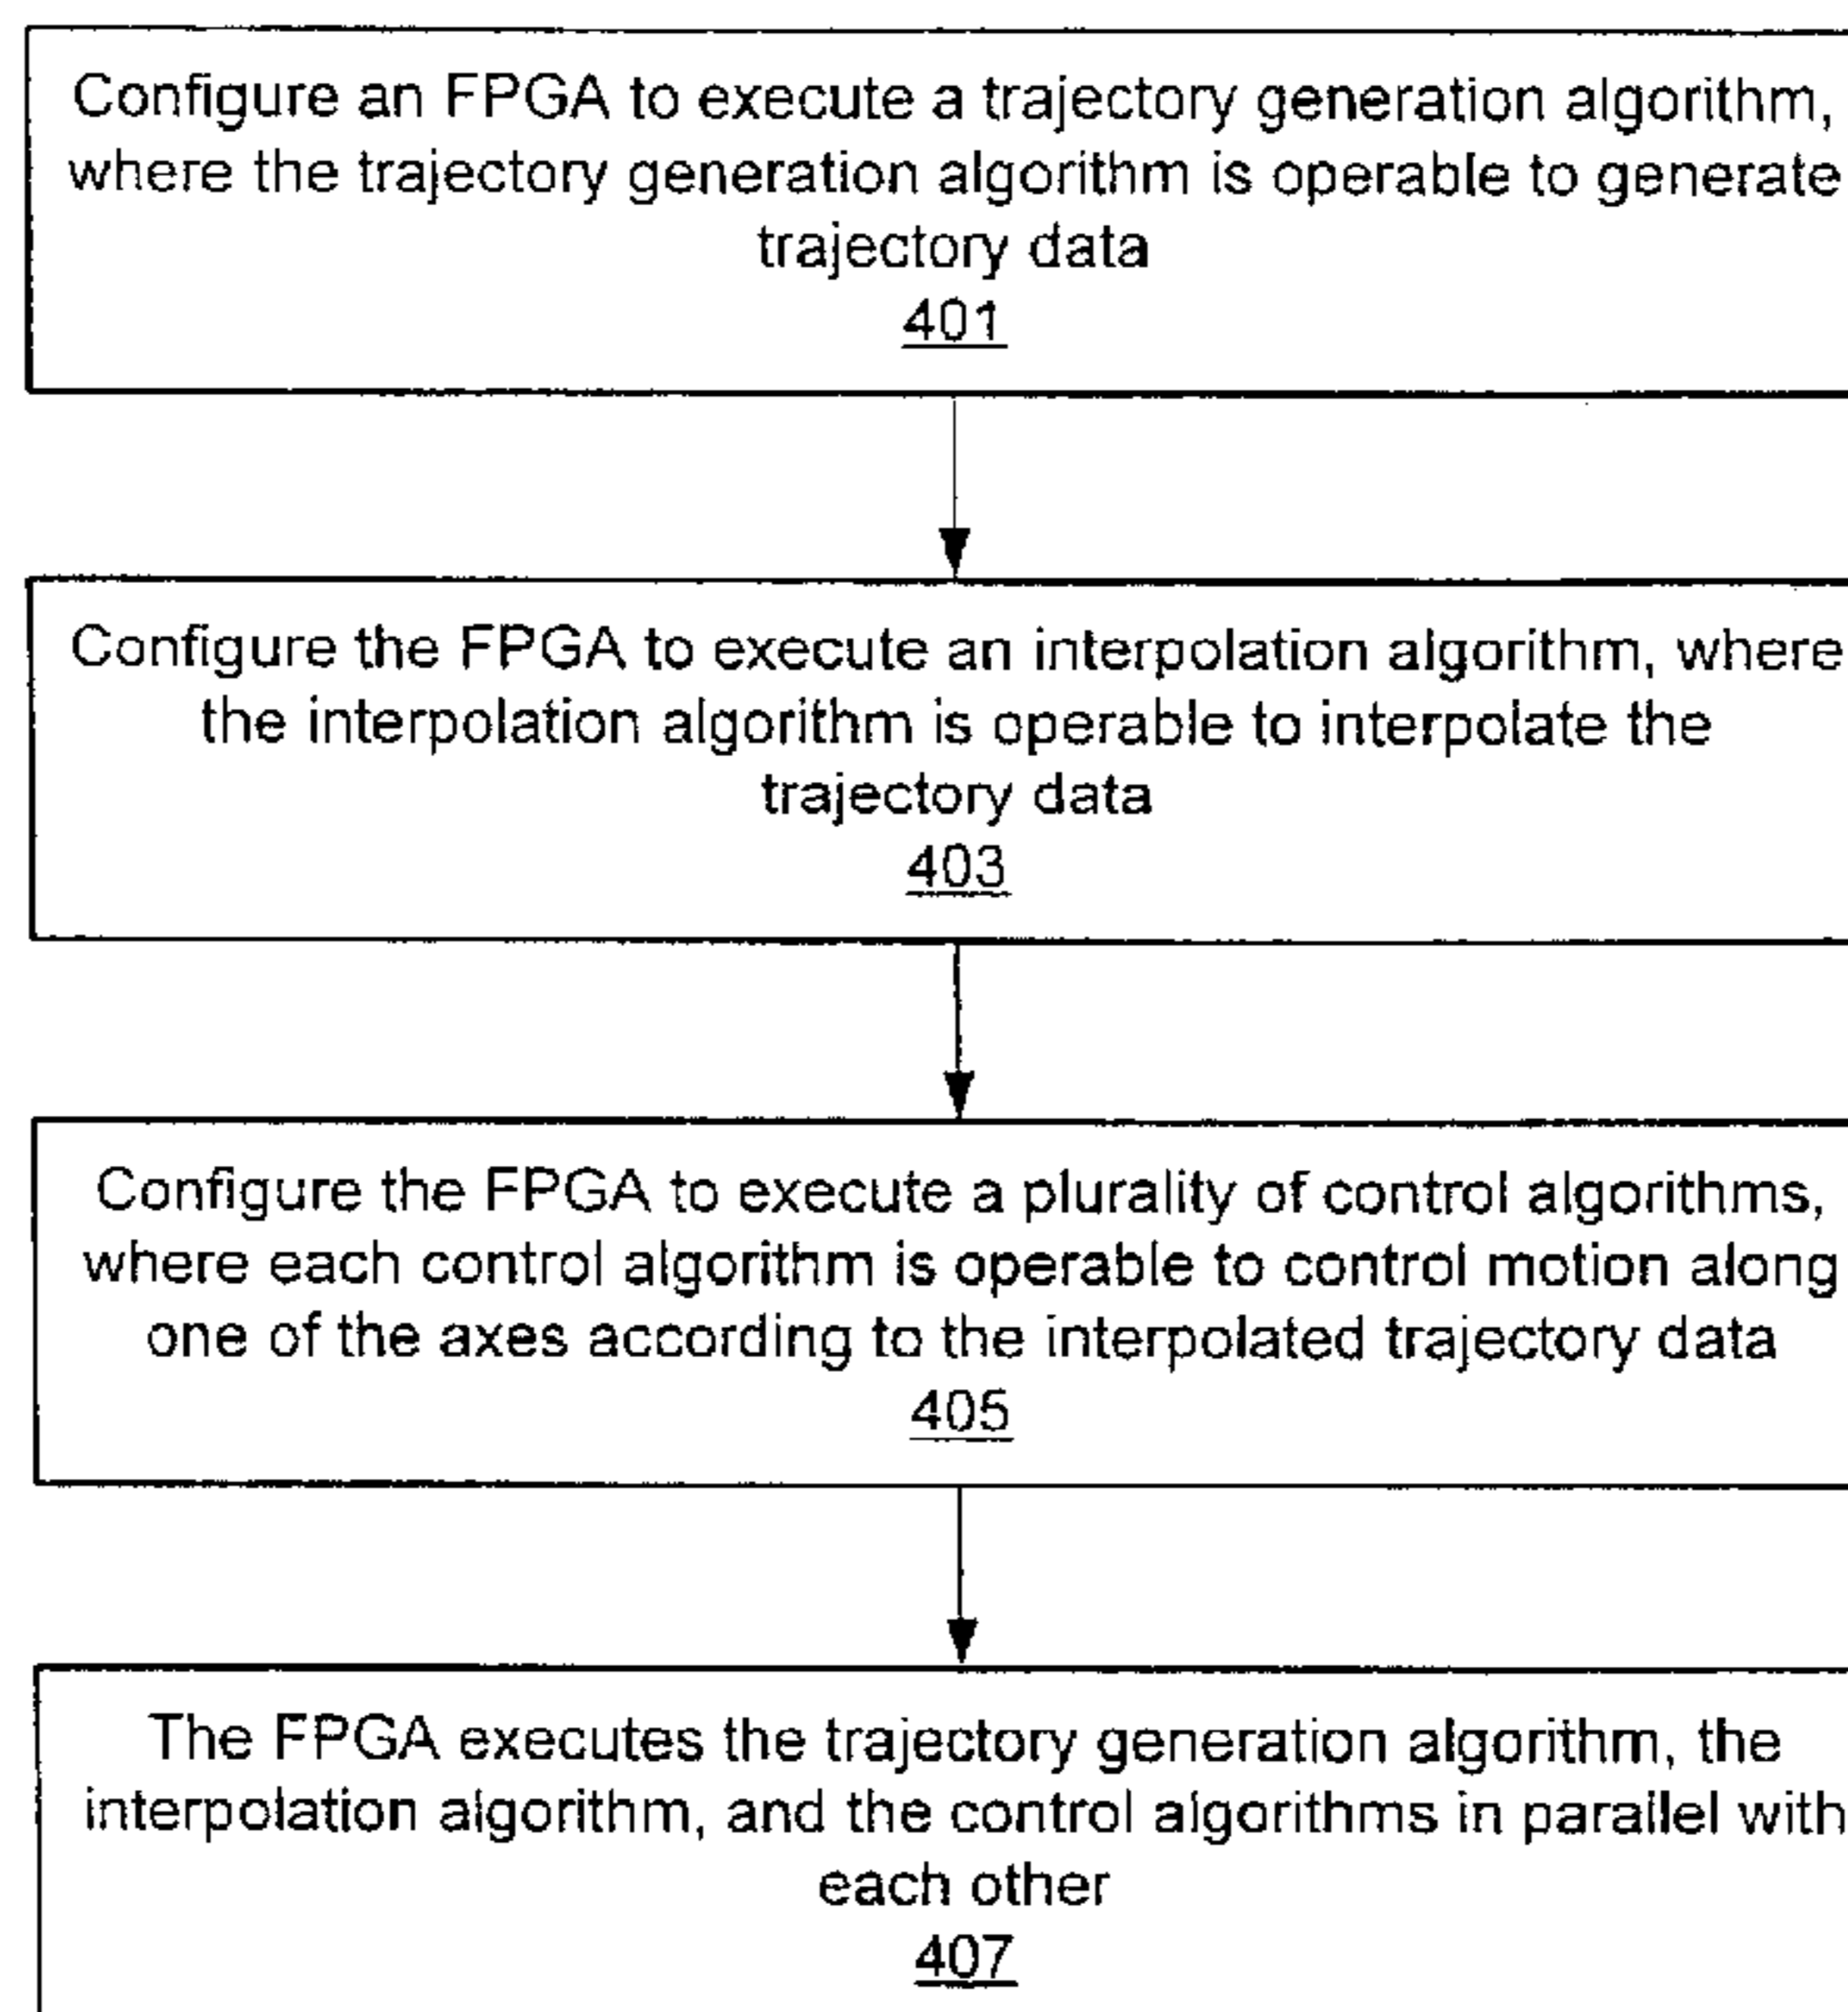 Configure an FPGA to execute a trajectory generation algorithm,
where the trajectory generation algorithm is operable to generate
trajectory data
401
Configure the FPGA to execute an interpolation algorithm, where
the interpolation algorithm is operable to interpolate the
trajectory data
403
Configure the FPGA to execute a plurality of control algorithms,
where each control algorithm is operable to control motion along
one of the axes according to the interpolated trajectory data
405
The FPGA executes the trajectory generation algorithm, the
interpolation algorithm, and the control algorithms in parallel with
each other
407